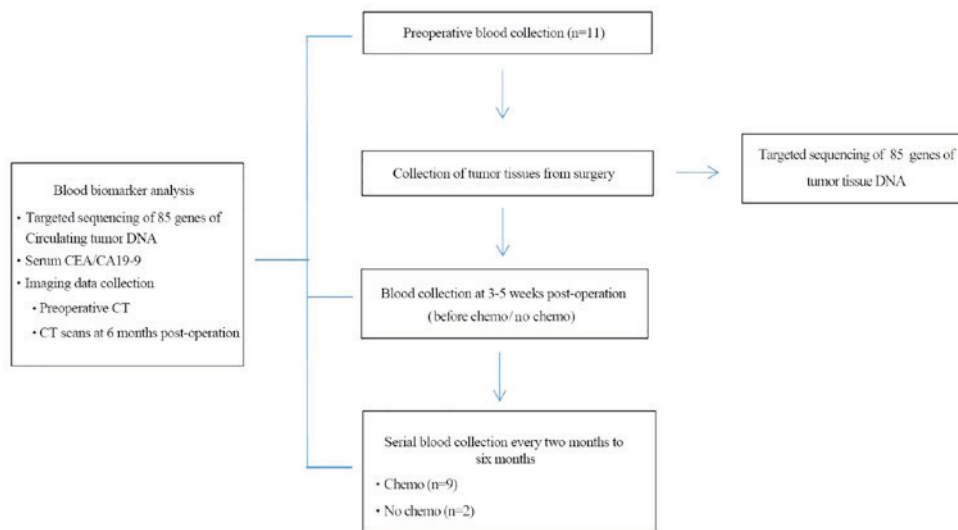 Preoperative blood collection (n=11)
Collection of tumor tissues from surgery
Targeted sequencing of 85 genes of
tumor tissue DNA
Blood biomarker analysis
• Targeted sequencing of 85 genes of
Circulating tumor DNA
• Serum CEA/CA19-9
• Imaging data collection
• Preoperative CT
• CT scans at 6 months post-operation
Blood collection at 3-5 weeks post-operation
(before chemo/ no chemo)
Serial blood collection every two months to
six months
• Chemo (n=9)
• No chemo (n=2)